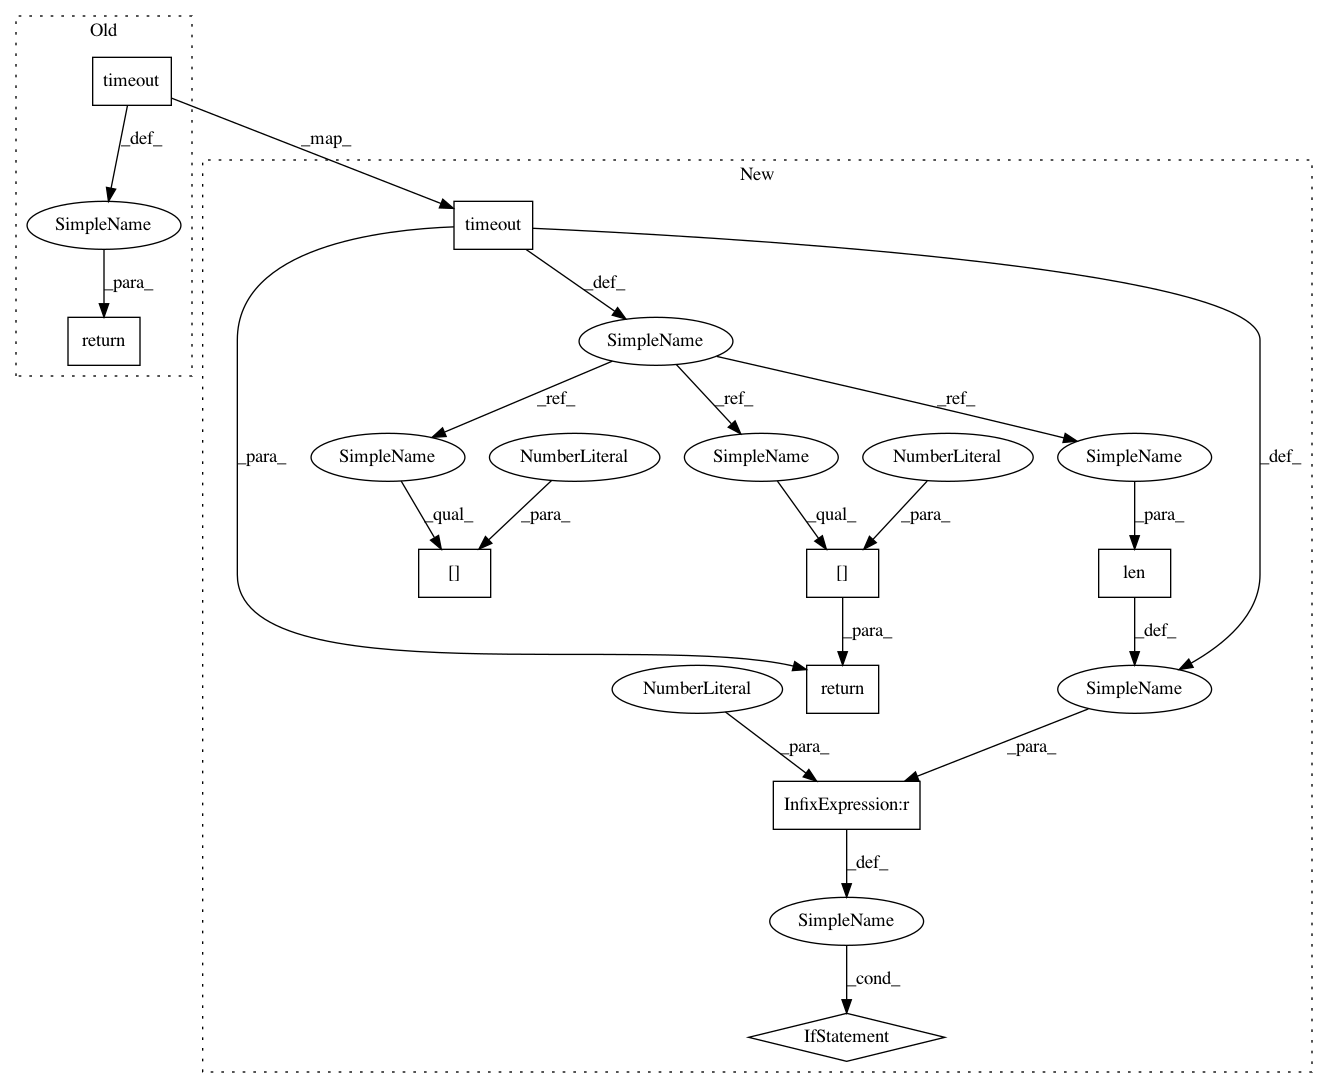 Old
timeout
_def_
_map_
New
SimpleName
timeout
_para_
_def_
return
SimpleName
_para_
_ref_
_ref_
_ref_
_def_
SimpleName
NumberLiteral
SimpleName
NumberLiteral
SimpleName
_qual_
_para_
_qual_
_para_
_para_
[]
[]
len
_para_
_def_
NumberLiteral
return
SimpleName
_para_
_para_
InfixExpression:r
_def_
SimpleName
_cond_
IfStatement